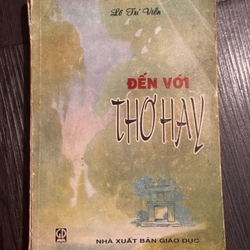 Lê Trí Viễn
ĐẾN VỚI
THƠ HAY
NHÀ XUẤT BẢN GIÁO DỤC